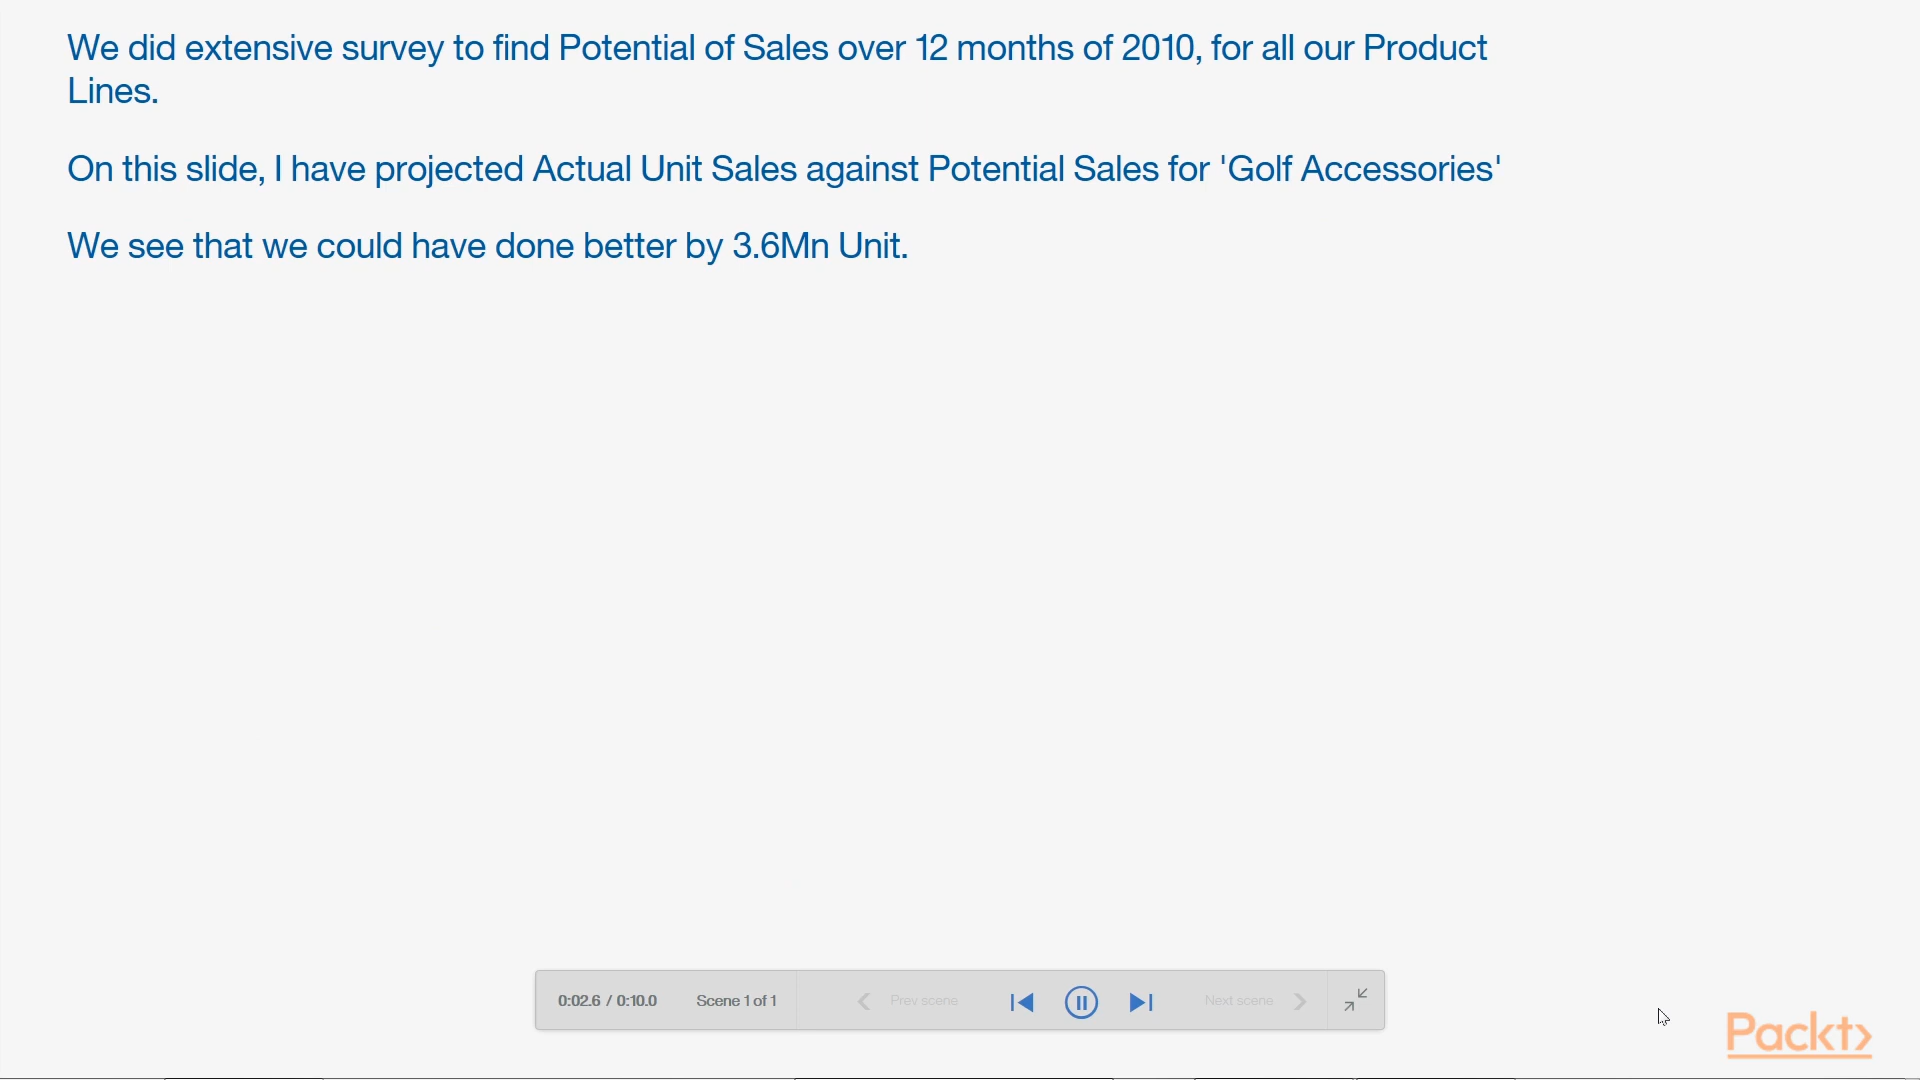 We did extensive survey to find Potential of Sales over 12 months of 2010, for all our Product
Lines.
On this slide, I have projected Actual Unit Sales against Potential Sales for 'Golf Accessories'
We see that we could have done better by 3.6Mn Unit.
0:02.6 / 0:10.0 Scene 1 of 1 Prev scene Next scene
Packt